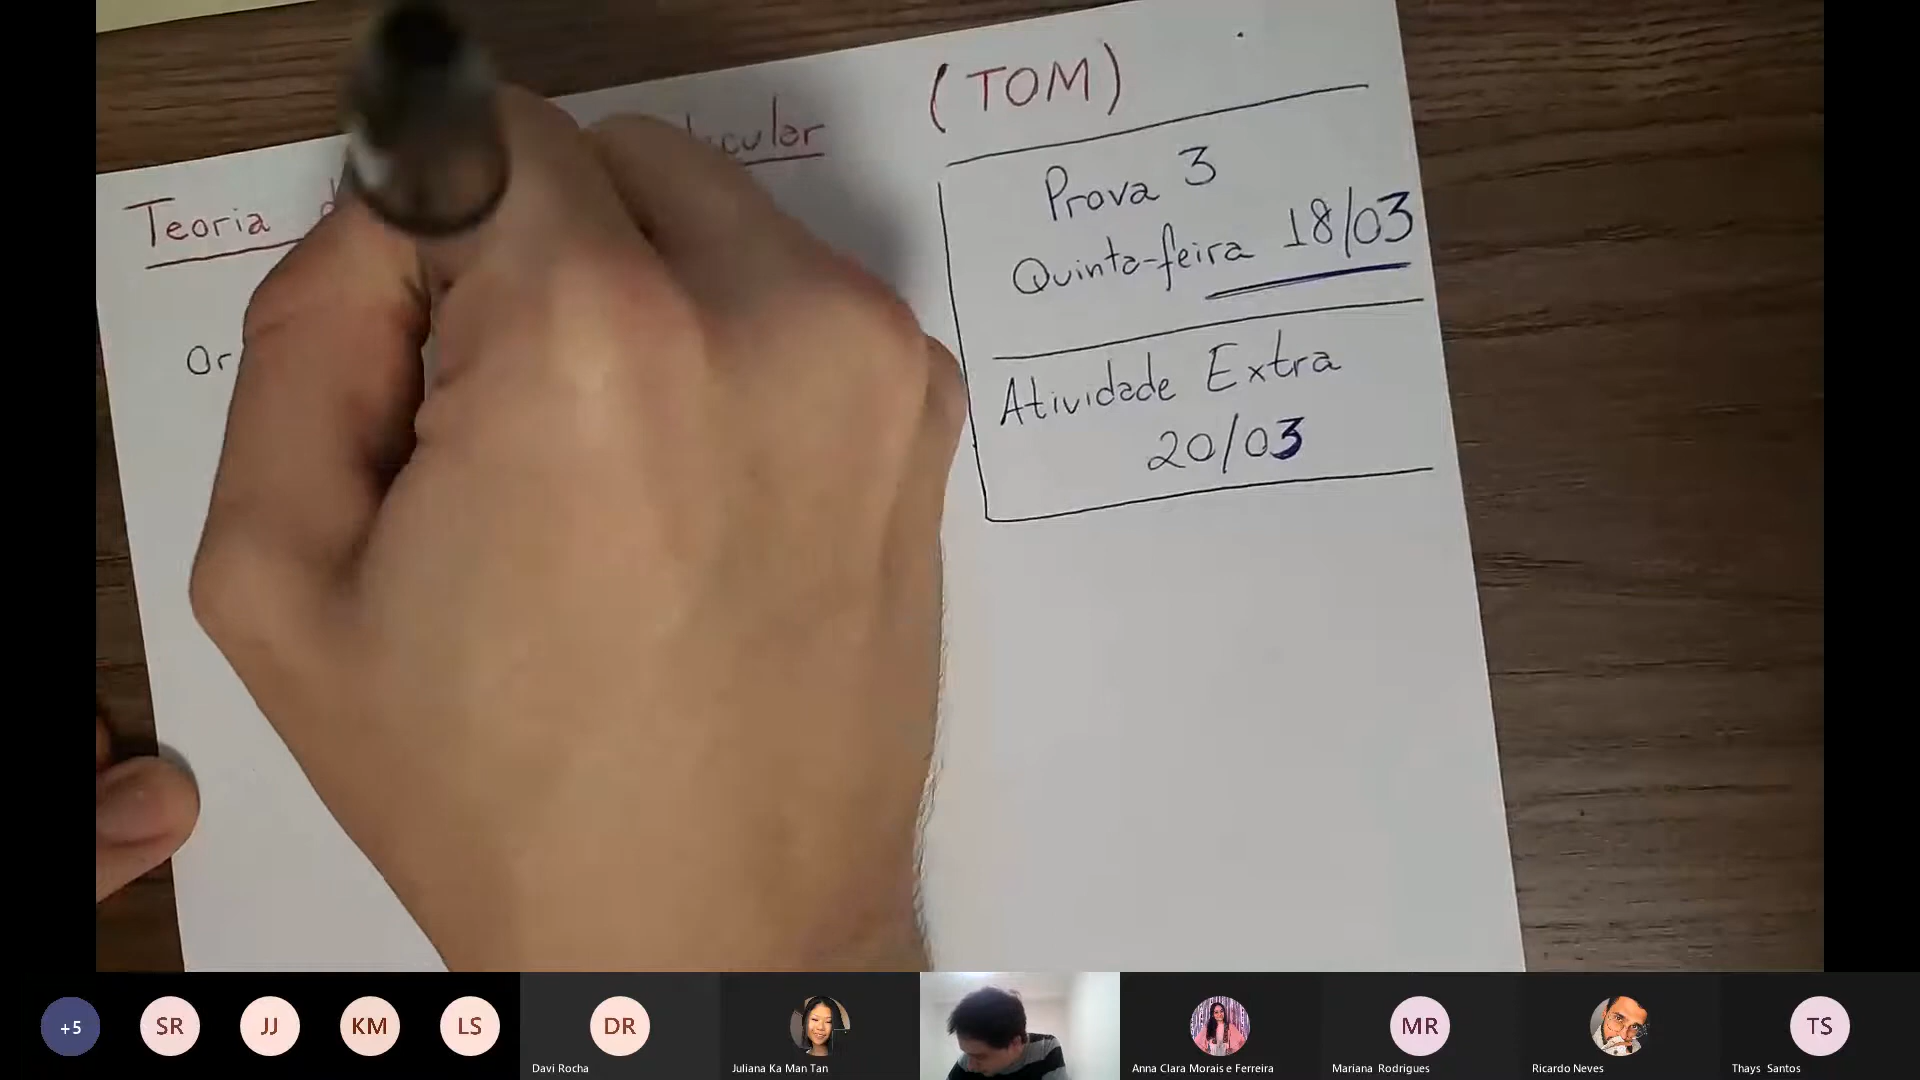 (TOM)
Teoria
Or
Prova 3
Quinta-feira 18/03
Atividade Extra
20/03
+5
SR
JJ
KM
LS
DR
MR
TS
Davi Rocha
Juliana Ka Man Tan
Anna Clara Morais e Ferreira
Mariana Rodrigues
Ricardo Neves
Thays Santos